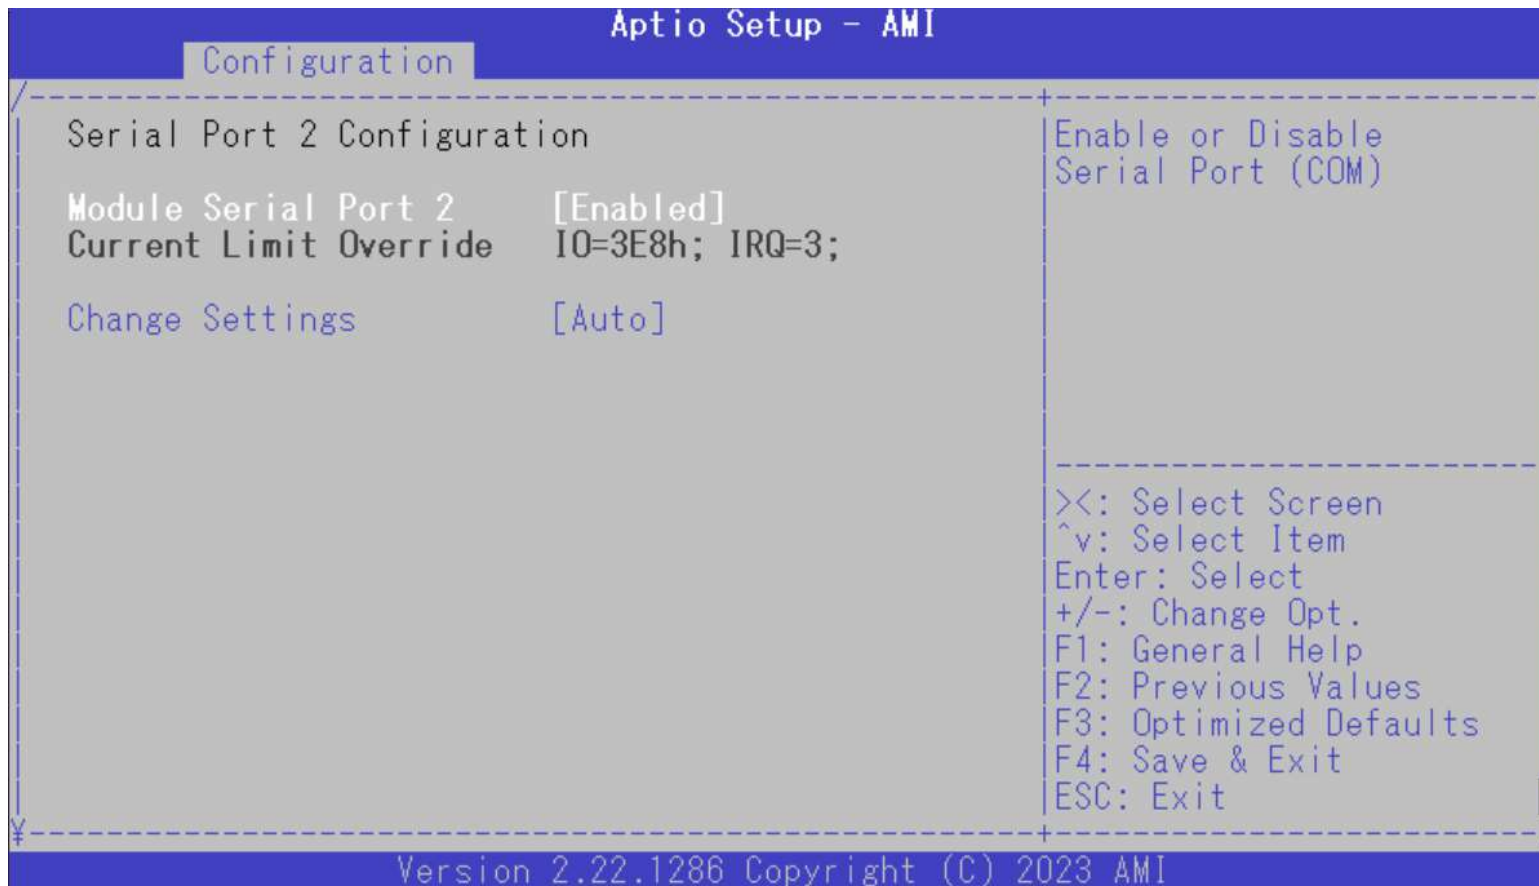 Aptio Setup - AMI
Configuration
Serial Port 2 Configuration
Module Serial Port 2 [Enabled]
Current Limit Override IO=3E8h; IRQ=3;
Change Settings [Auto]
Enable or Disable
Serial Port (COM)
><: Select Screen
^v: Select Item
Enter: Select
+/-: Change Opt.
F1: General Help
F2: Previous Values
F3: Optimized Defaults
F4: Save & Exit
ESC: Exit
Version 2.22.1286 Copyright (C) 2023 AMI